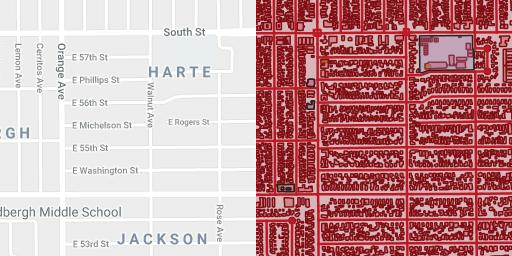 South St
E 57th St
HARTE
E Phillips St
Lemon Ave
Cerritos Ave
Orange Ave
Walnut Ave
E 56th St
E Michelson St
E Rogers St
RGH
E 55th St
E Washington St
dbergh Middle School
Rose Ave
E 53rd St
JACKSON